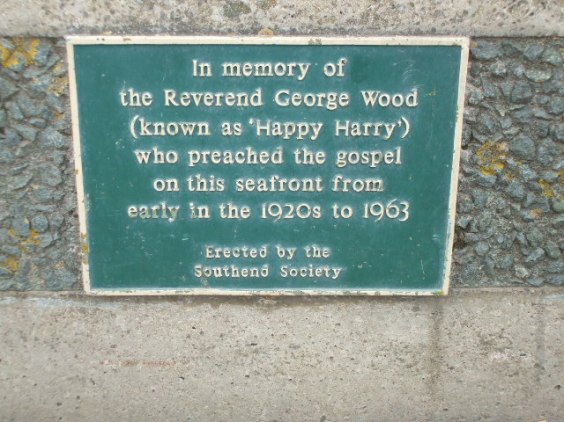 In memory of
the Reverend George Wood
(known as 'Happy Harry')
who preached the gospel
on this seafront from
early in the 1920s to 1963
Erected by the
Southend Society